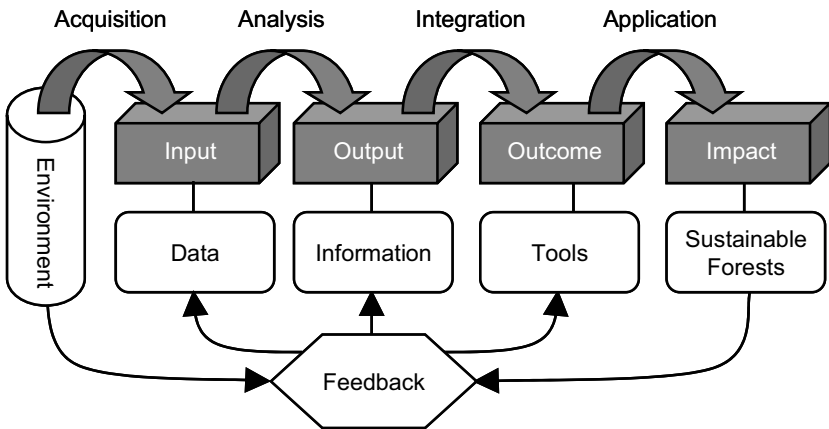 Acquisition
Analysis
Integration
Application
Environment
Input
Output
Outcome
Impact
Data
Information
Tools
Sustainable
Forests
Feedback